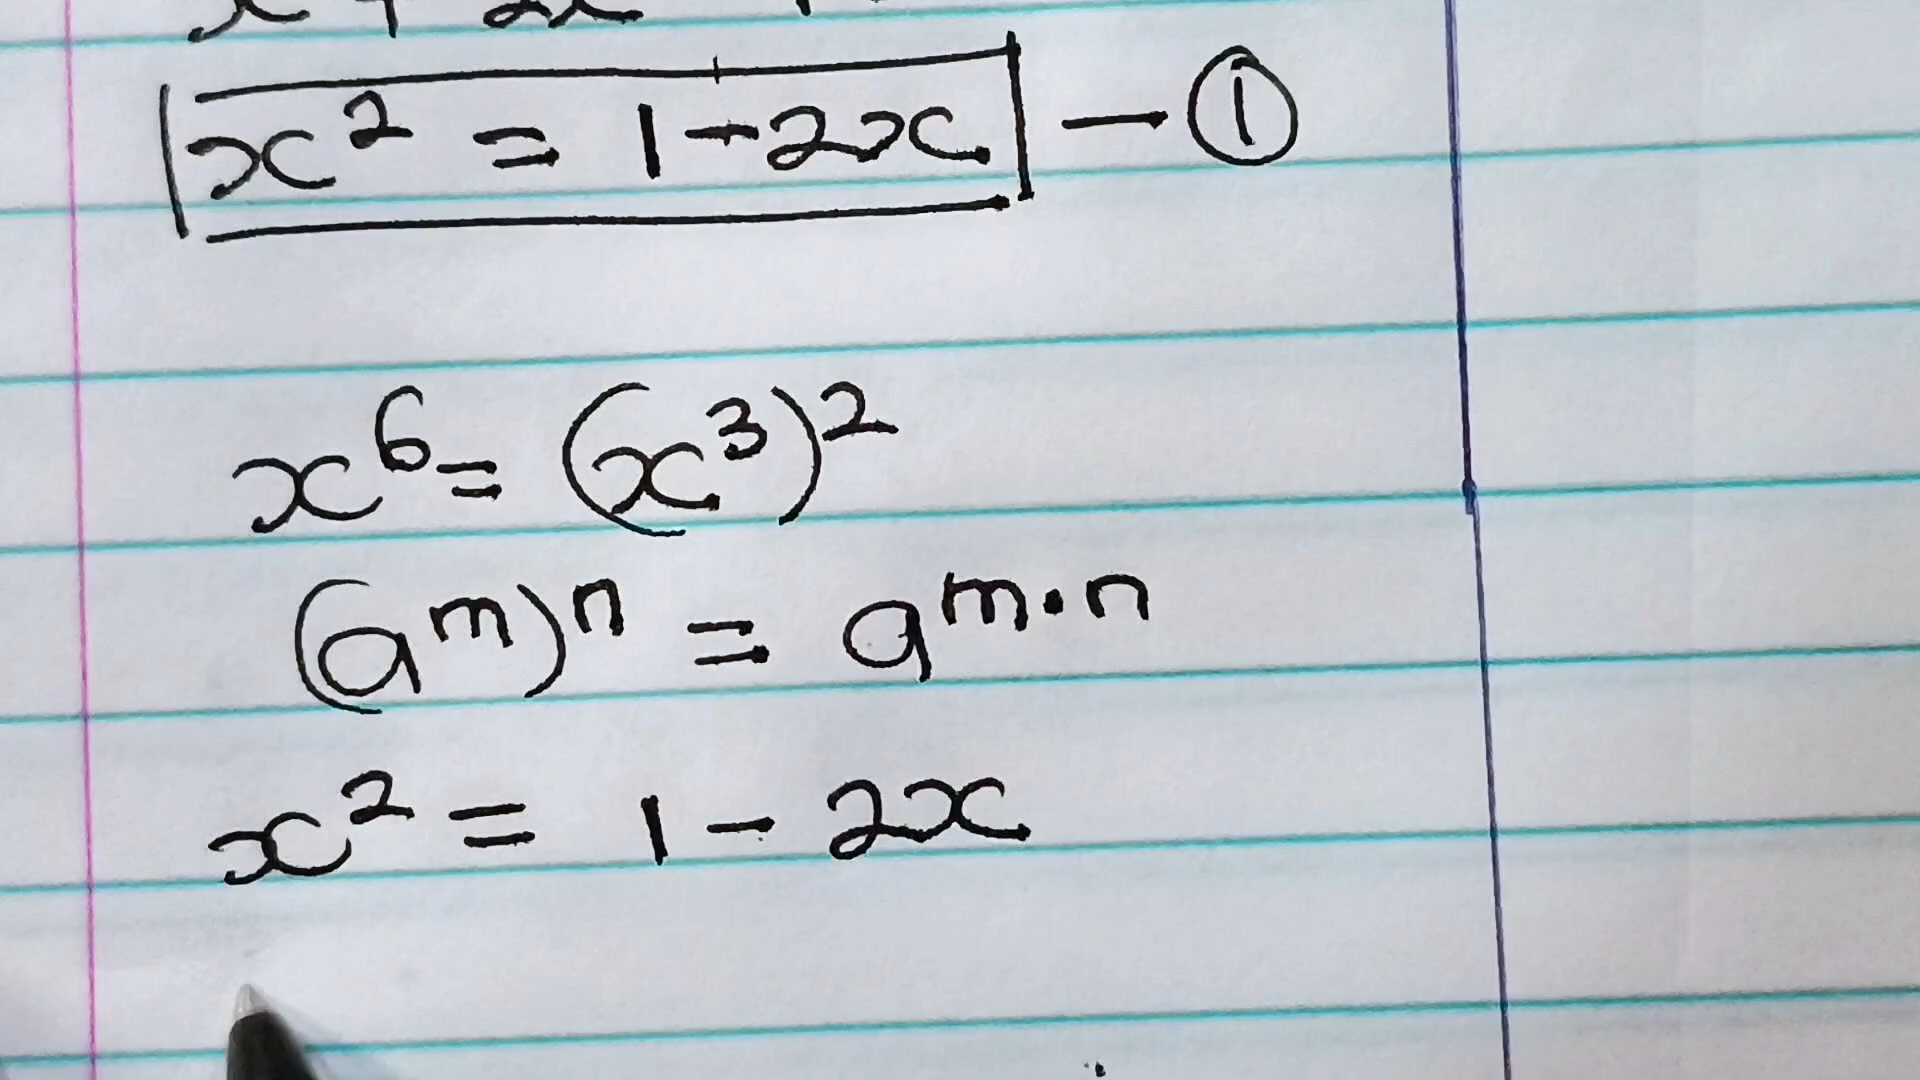 x² = 1 - 2x — ①
x⁶ = (x³)²
(aᵐ)ⁿ = aᵐ·ⁿ
x² = 1 - 2x